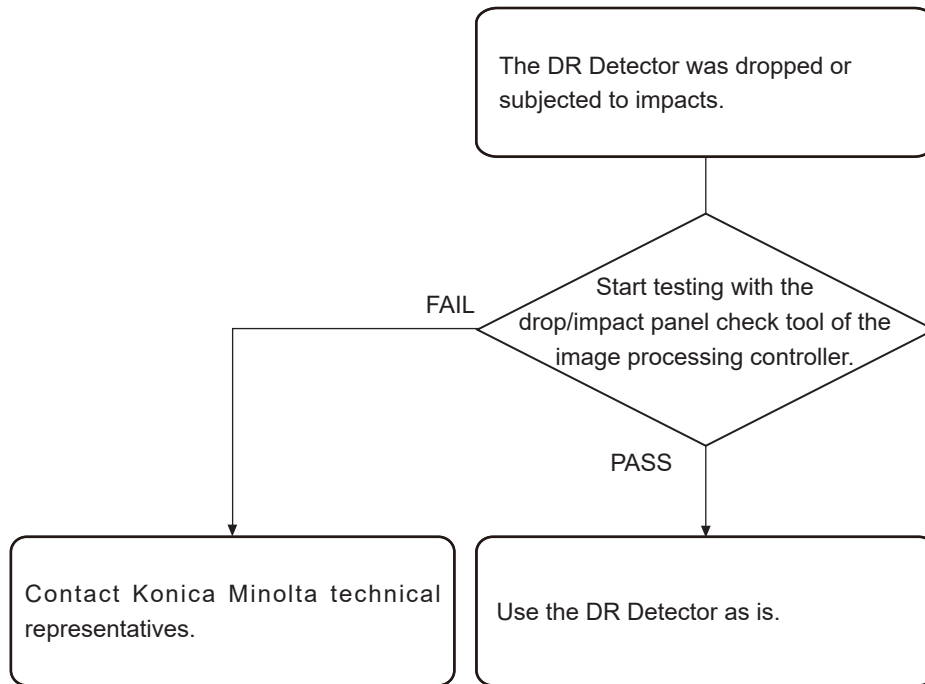 The DR Detector was dropped or
subjected to impacts.
Start testing with the
drop/impact panel check tool of the
image processing controller.
FAIL
PASS
Contact Konica Minolta technical
representatives.
Use the DR Detector as is.